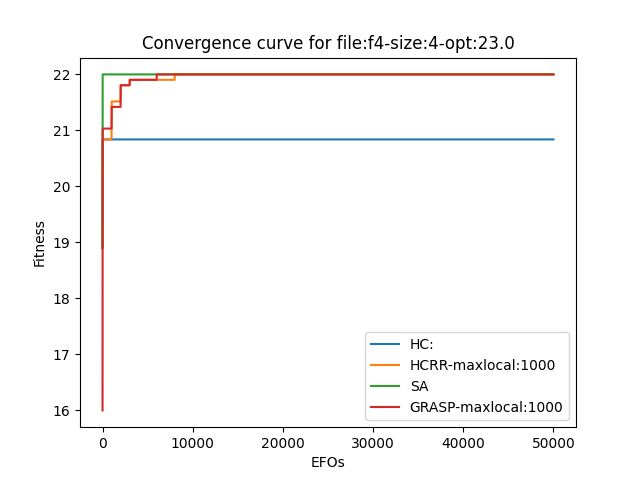 Convergence curve for file:f4-size:4-opt:23.0
22
21
20
19
18
17
16
Fitness
HC:
HCRR-maxlocal:1000
SA
GRASP-maxlocal:1000
0 10000 20000 30000 40000 50000
EFOs